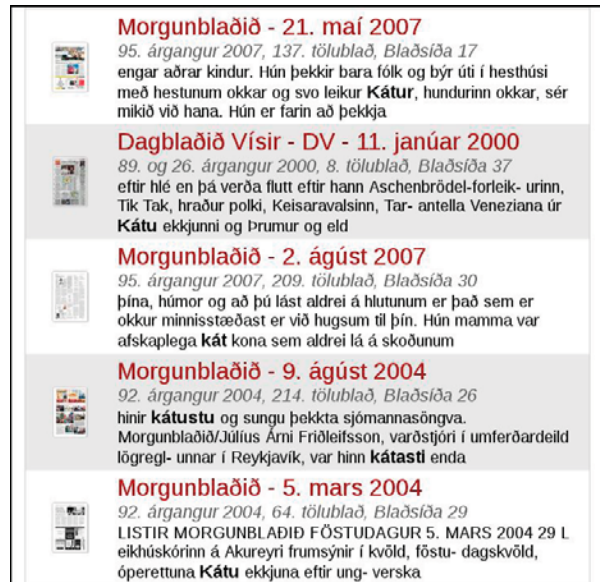 Morgunblaðið - 21. maí 2007
95. árgangur 2007, 137. tölublað, Blaðsíða 17
engar aðrar kindur. Hún þekkir bara fólk og býr úti í hesthúsi
með hestunum okkar og svo leikur Kátur, hundurinn okkar, sér
mikið við hana. Hún er farin að þekkja
Dagblaðið Vísir - DV - 11. janúar 2000
89. og 26. árgangur 2000, 8. tölublað, Blaðsíða 37
eftir hlé en þá verða flutt eftir hann Aschenbrödel-forleik- urinn,
Tik Tak, hraður polki, Keisaravalsinn, Tar- antella Veneziana úr
Kátu ekkjunni og Þrumur og eld
Morgunblaðið - 2. ágúst 2007
95. árgangur 2007, 209. tölublað, Blaðsíða 30
þína, húmor og að þú lást aldrei á hlutunum er það sem er
okkur minnisstæðast er við hugsum til þín. Hún mamma var
afskaplega kát kona sem aldrei lá á skoðunum
Morgunblaðið - 9. ágúst 2004
92. árgangur 2004, 214. tölublað, Blaðsíða 26
hinir kátustu og sungu þekkta sjómannasöngva.
Morgunblaðið/Júlíus Árni Friðleifsson, varðstjóri í umferðardeild
lögregl- unnar í Reykjavík, var hinn kátasti enda
Morgunblaðið - 5. mars 2004
92. árgangur 2004, 64. tölublað, Blaðsíða 29
LISTIR MORGUNBLAÐIÐ FÖSTUDAGUR 5. MARS 2004 29 L
eikhúskórinn á Akureyri frumsýnir í kvöld, föstu- dagskvöld,
óperettuna Kátu ekkjuna eftir ung- verska